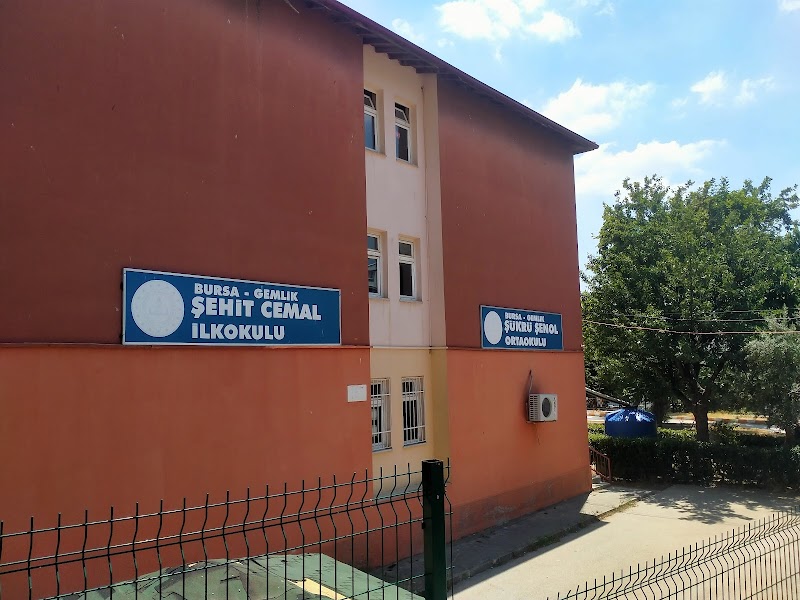 BURSA - GEMLİK
ŞEHİT CEMAL
İLKOKULU
BURSA - GEMLİK
ŞÜKRÜ ŞENOL
ORTAOKULU